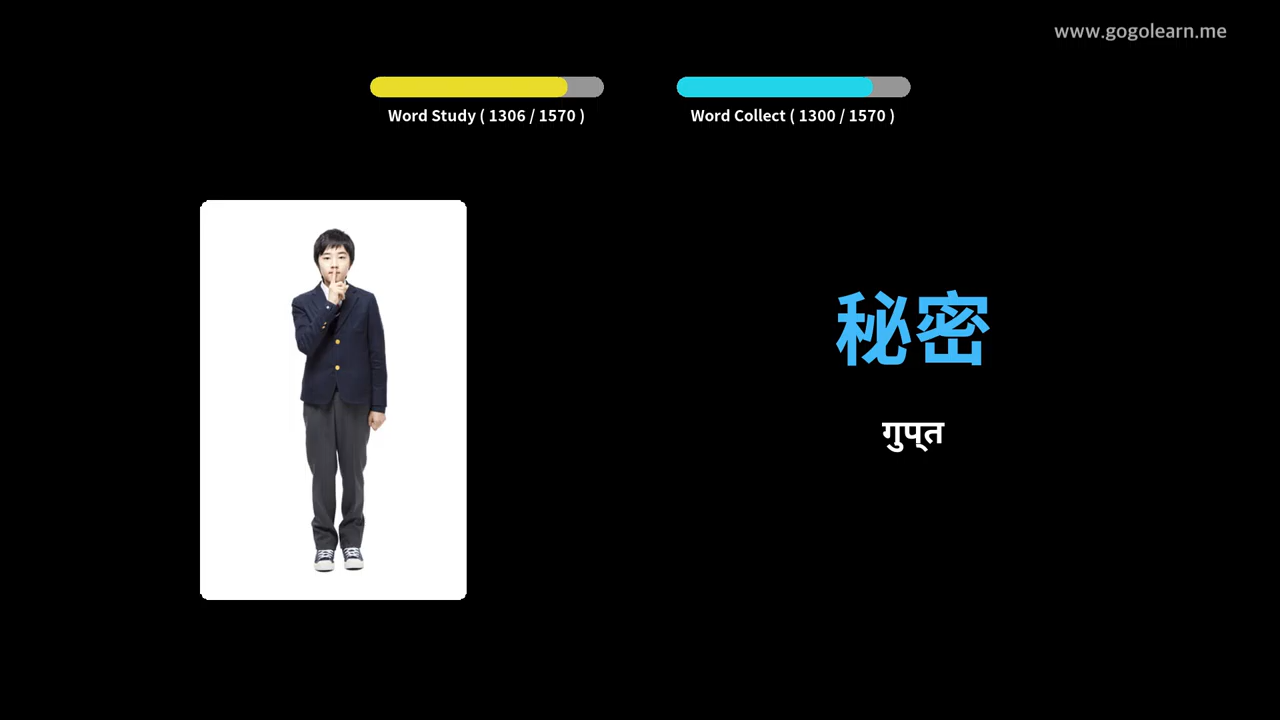 www.gogolearn.me
Word Study ( 1306 / 1570 )
Word Collect ( 1300 / 1570 )
秘密
गुप्त